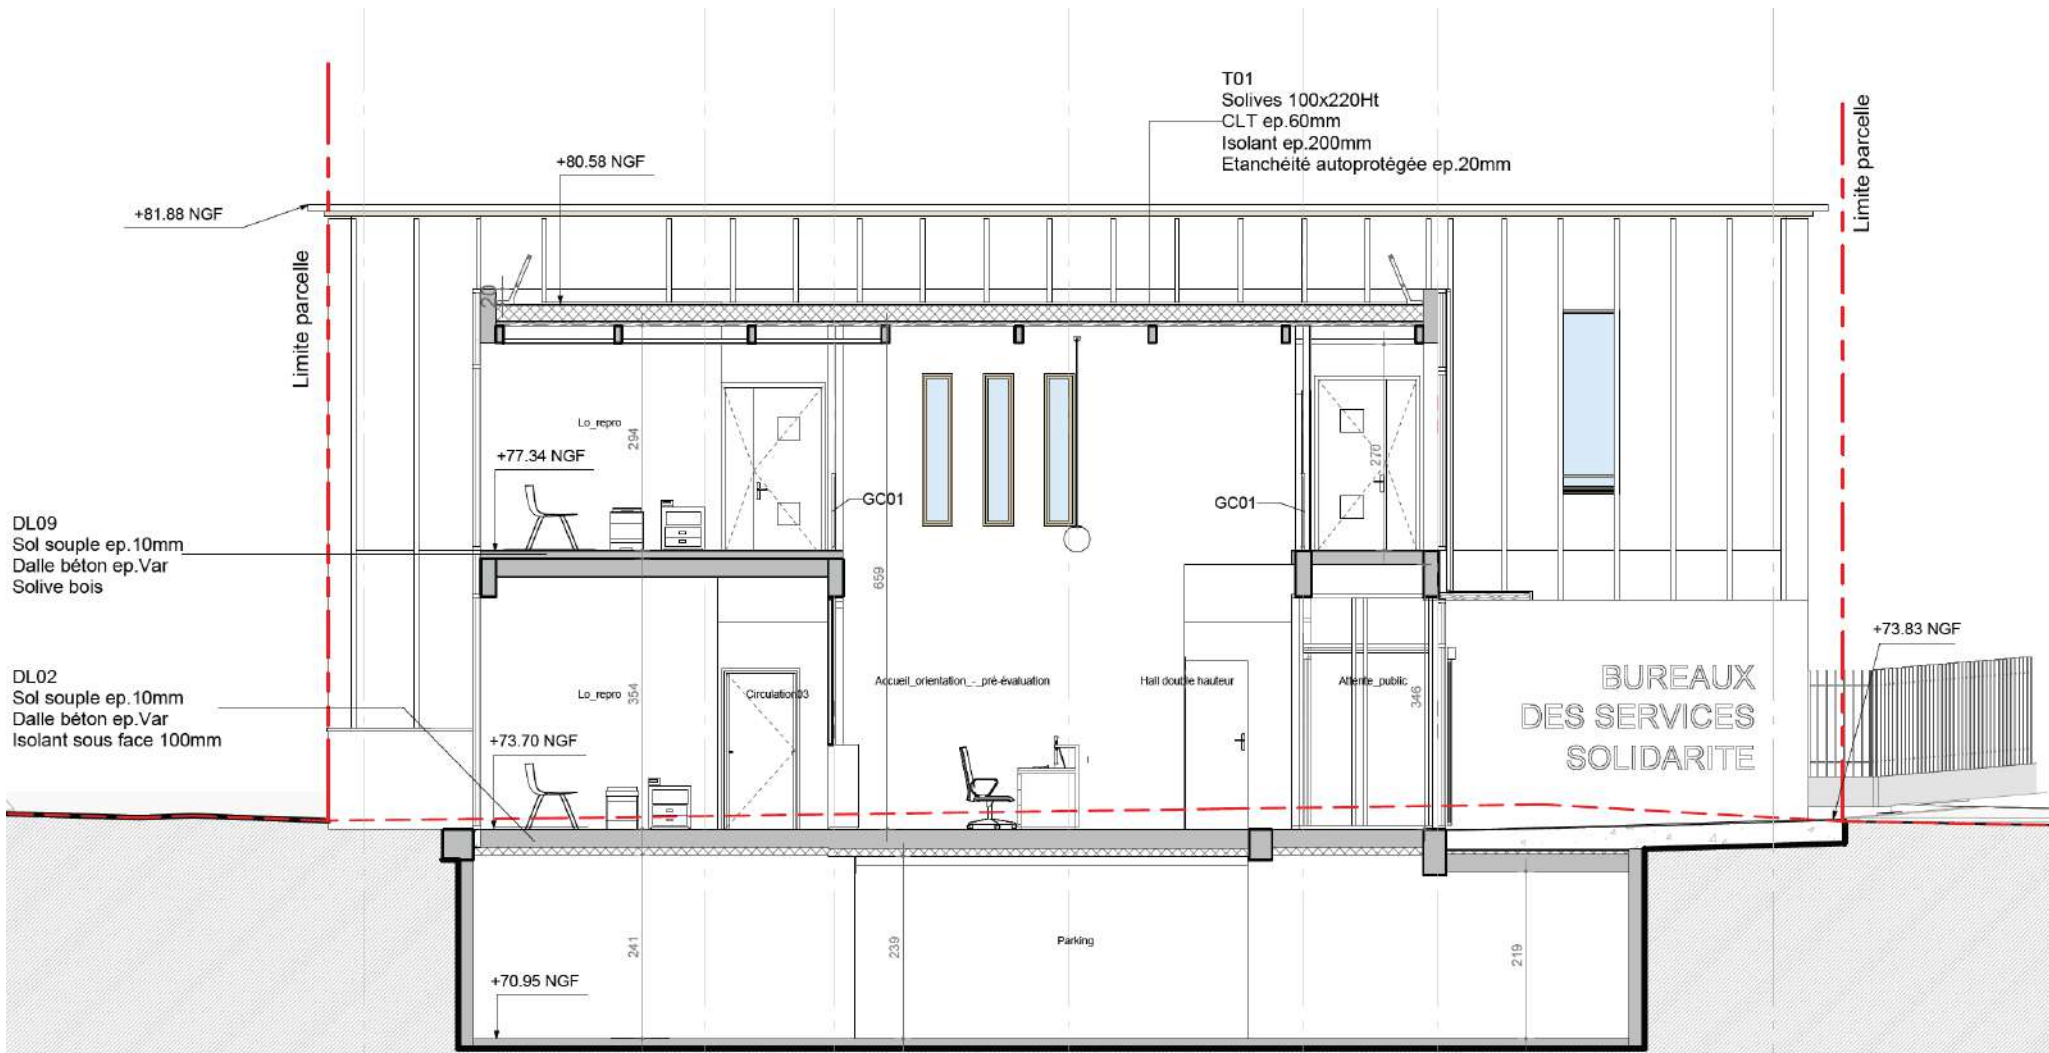 T01
Solives 100x220Ht
CLT ep.60mm
Isolant ep.200mm
Etanchéité autoprotégée ep.20mm
Limite parcelle
+80.58 NGF
+81.88 NGF
Limite parcelle
20
Lo_repro
294
270
+77.34 NGF
GC01
GC01
DL09
Sol souple ep.10mm
Dalle béton ep.Var
Solive bois
659
+73.83 NGF
DL02
Sol souple ep.10mm
Dalle béton ep.Var
Isolant sous face 100mm
Lo_repro
354
Circulation03
Accueil_orientation_-_pré-évaluation
Hall double hauteur
Attente_public
346
BUREAUX
DES SERVICES
SOLIDARITE
+73.70 NGF
241
239
Parking
219
+70.95 NGF